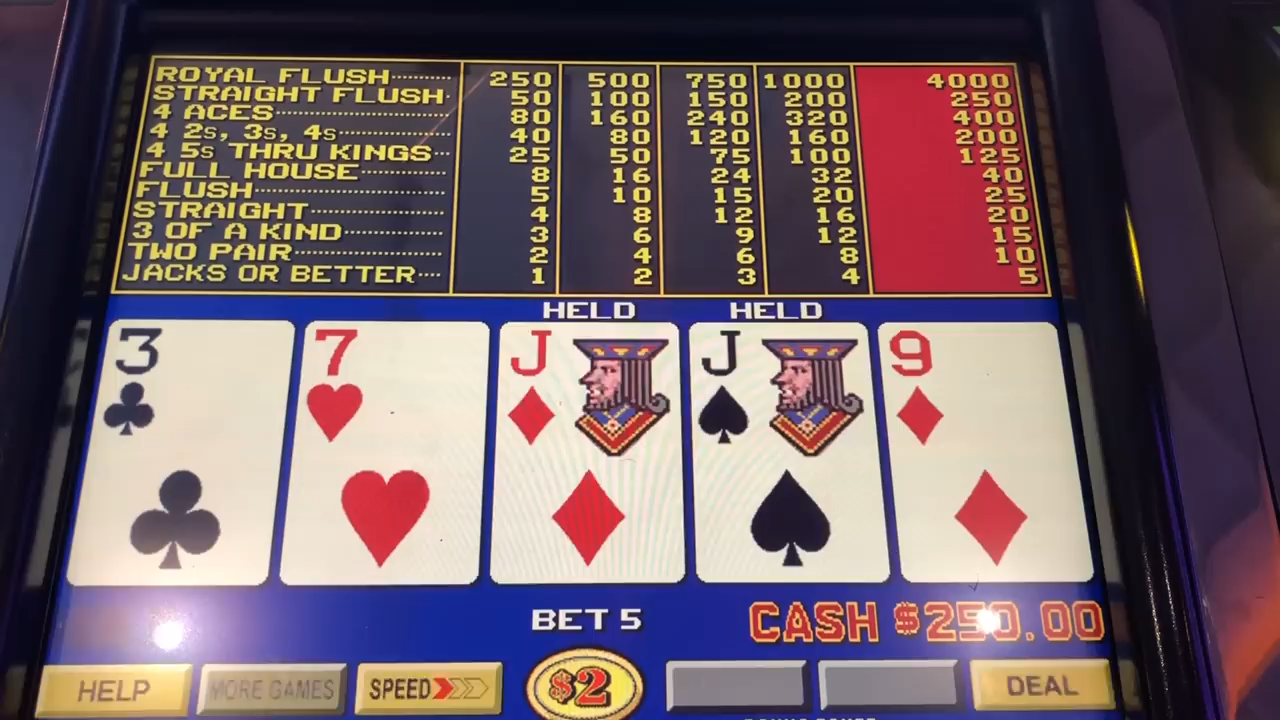 ROYAL FLUSH 250 500 750 1000 4000
STRAIGHT FLUSH 50 100 150 200 250
4 ACES 80 160 240 320 400
4 2s, 3s, 4s 40 80 120 160 200
4 5s THRU KINGS 25 50 75 100 125
FULL HOUSE 8 16 24 32 40
FLUSH 5 10 15 20 25
STRAIGHT 4 8 12 16 20
3 OF A KIND 3 6 9 12 15
TWO PAIR 2 4 6 8 10
JACKS OR BETTER 1 2 3 4 5
HELD HELD
3 7 J J 9
BET 5 CASH $250.00
HELP MORE GAMES SPEED $2 DEAL